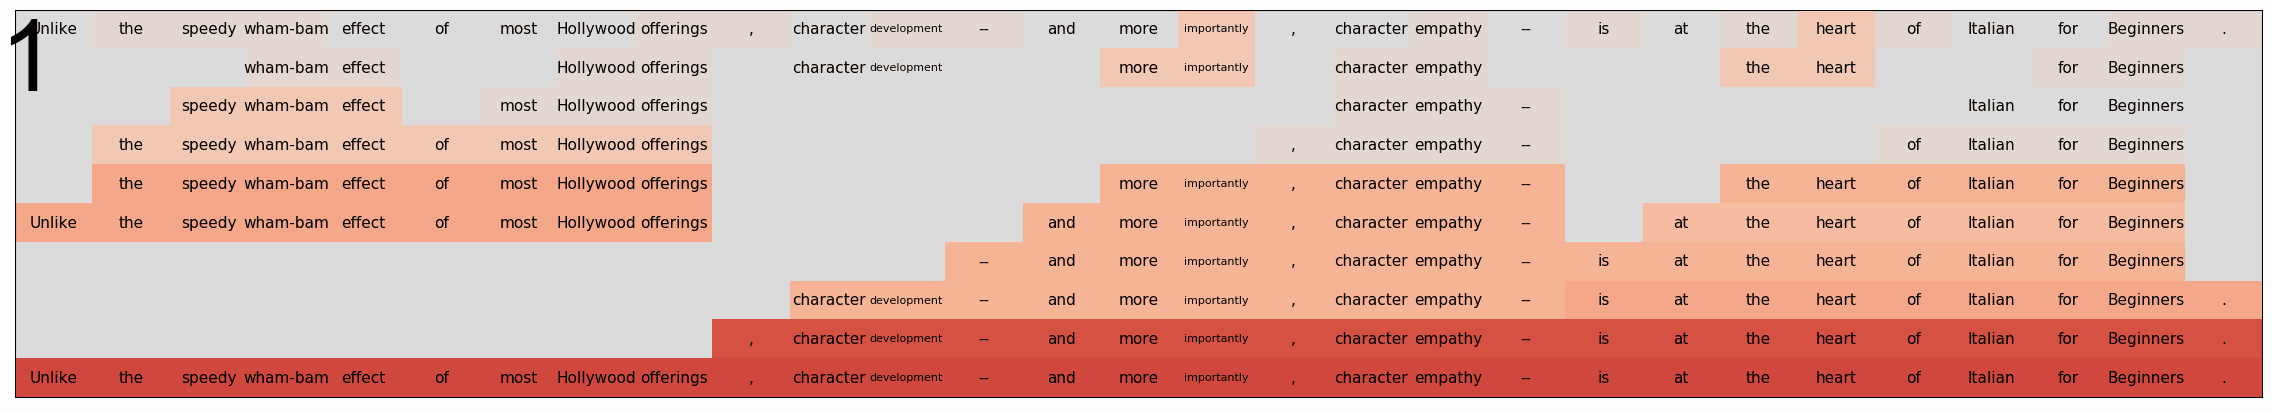 1
Unlike the speedy wham-bam effect of most Hollywood offerings , character development -- and more importantly , character empathy -- is at the heart of Italian for Beginners .
wham-bam effect Hollywood offerings character development more importantly character empathy the heart for Beginners
speedy wham-bam effect most Hollywood offerings character empathy -- Italian for Beginners
the speedy wham-bam effect of most Hollywood offerings , character empathy -- of Italian for Beginners
the speedy wham-bam effect of most Hollywood offerings more importantly , character empathy -- the heart of Italian for Beginners
Unlike the speedy wham-bam effect of most Hollywood offerings and more importantly , character empathy -- at the heart of Italian for Beginners
-- and more importantly , character empathy -- is at the heart of Italian for Beginners
character development -- and more importantly , character empathy -- is at the heart of Italian for Beginners .
, character development -- and more importantly , character empathy -- is at the heart of Italian for Beginners .
Unlike the speedy wham-bam effect of most Hollywood offerings , character development -- and more importantly , character empathy -- is at the heart of Italian for Beginners .